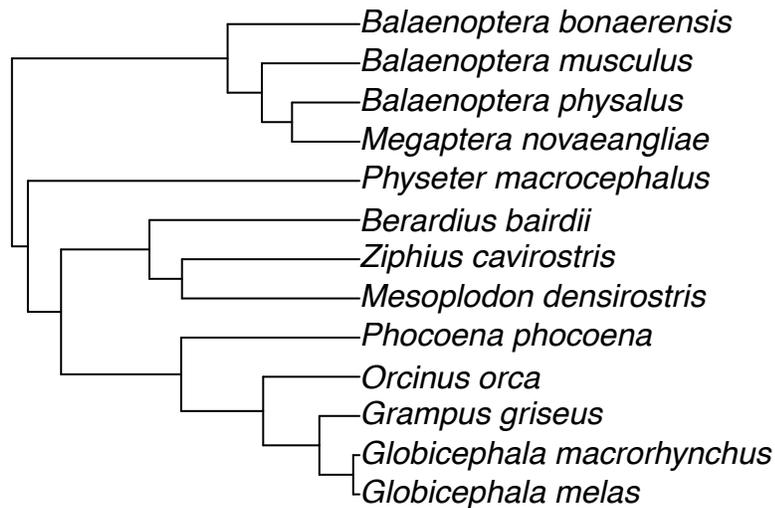 Balaenoptera bonaerensis
Balaenoptera musculus
Balaenoptera physalus
Megaptera novaeangliae
Physeter macrocephalus
Berardius bairdii
Ziphius cavirostris
Mesoplodon densirostris
Phocoena phocoena
Orcinus orca
Grampus griseus
Globicephala macrorhynchus
Globicephala melas